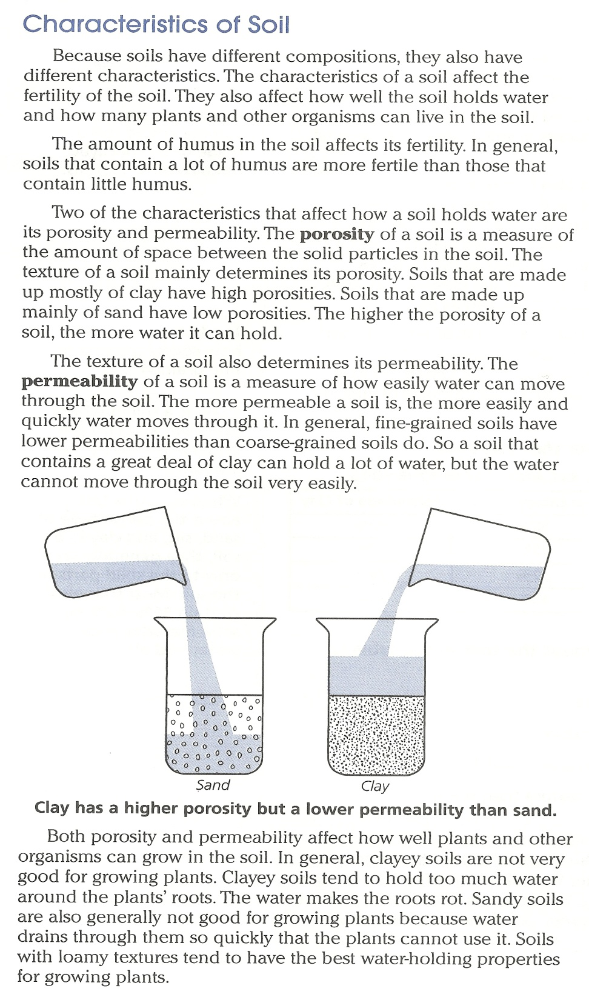 Characteristics of Soil
Because soils have different compositions, they also have
different characteristics. The characteristics of a soil affect the
fertility of the soil. They also affect how well the soil holds water
and how many plants and other organisms can live in the soil.
The amount of humus in the soil affects its fertility. In general,
soils that contain a lot of humus are more fertile than those that
contain little humus.
Two of the characteristics that affect how a soil holds water are
its porosity and permeability. The porosity of a soil is a measure of
the amount of space between the solid particles in the soil. The
texture of a soil mainly determines its porosity. Soils that are made
up mostly of clay have high porosities. Soils that are made up
mainly of sand have low porosities. The higher the porosity of a
soil, the more water it can hold.
The texture of a soil also determines its permeability. The
permeability of a soil is a measure of how easily water can move
through the soil. The more permeable a soil is, the more easily and
quickly water moves through it. In general, fine-grained soils have
lower permeabilities than coarse-grained soils do. So a soil that
contains a great deal of clay can hold a lot of water, but the water
cannot move through the soil very easily.
Sand
Clay
Clay has a higher porosity but a lower permeability than sand.
Both porosity and permeability affect how well plants and other
organisms can grow in the soil. In general, clayey soils are not very
good for growing plants. Clayey soils tend to hold too much water
around the plants' roots. The water makes the roots rot. Sandy soils
are also generally not good for growing plants because water
drains through them so quickly that the plants cannot use it. Soils
with loamy textures tend to have the best water-holding properties
for growing plants.